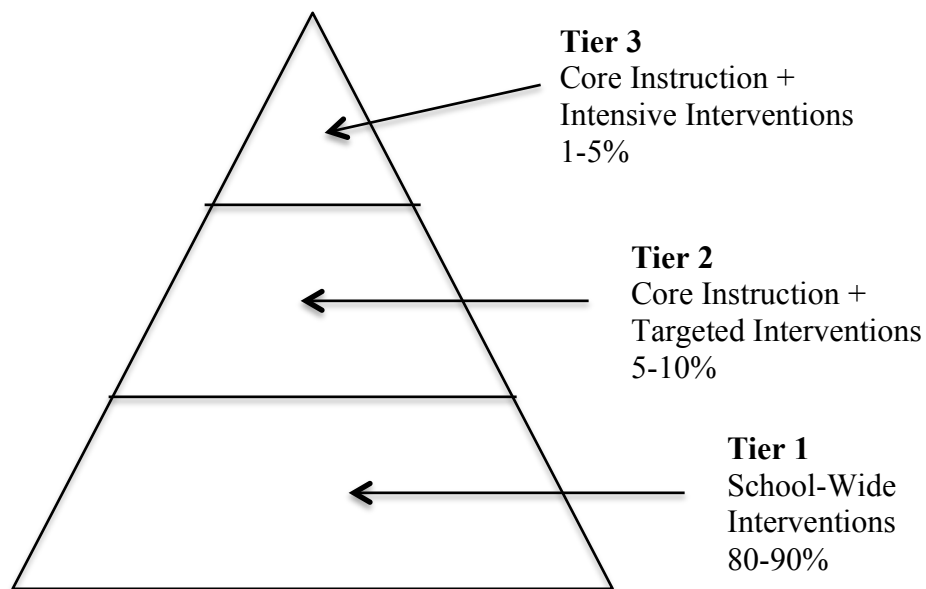 Tier 3
Core Instruction +
Intensive Interventions
1-5%
Tier 2
Core Instruction +
Targeted Interventions
5-10%
Tier 1
School-Wide
Interventions
80-90%